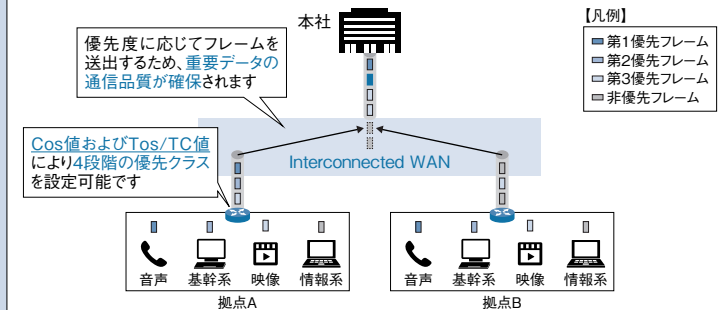 本社
【凡例】
第1優先フレーム
第2優先フレーム
第3優先フレーム
非優先フレーム
優先度に応じてフレームを
送出するため、重要データの
通信品質が確保されます
Cos値およびTos/TC値
により4段階の優先クラス
を設定可能です
Interconnected WAN
音声 基幹系 映像 情報系
拠点A
音声 基幹系 映像 情報系
拠点B